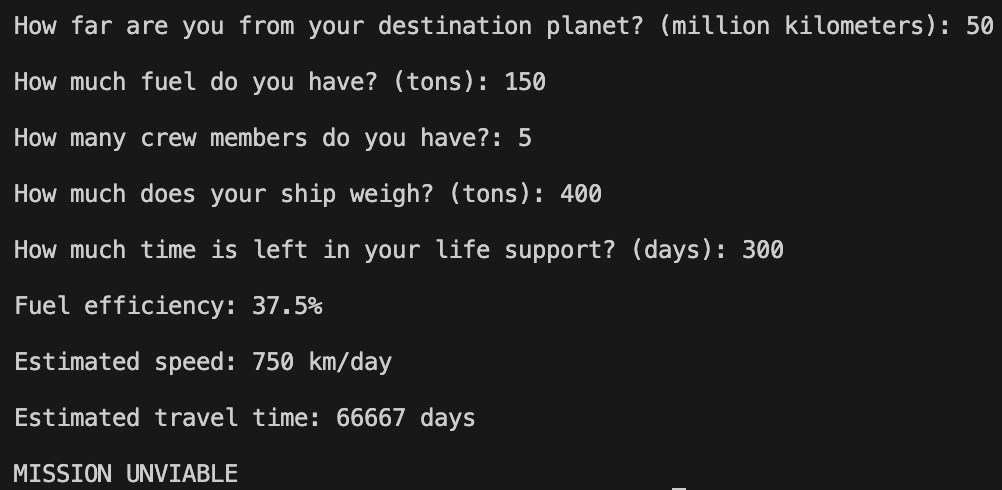 How far are you from your destination planet? (million kilometers): 50
How much fuel do you have? (tons): 150
How many crew members do you have?: 5
How much does your ship weigh? (tons): 400
How much time is left in your life support? (days): 300
Fuel efficiency: 37.5%
Estimated speed: 750 km/day
Estimated travel time: 66667 days
MISSION UNVIABLE